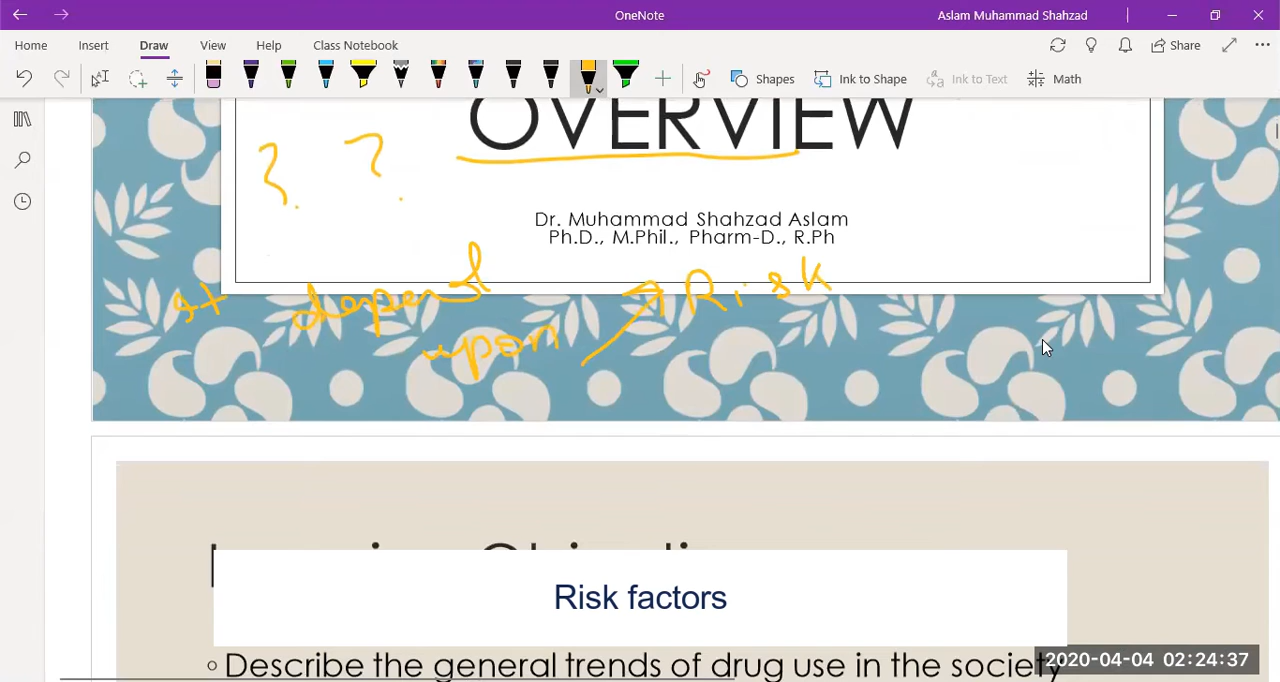 OneNote
Aslam Muhammad Shahzad
Home Insert Draw View Help Class Notebook
Share
Shapes Ink to Shape Ink to Text Math
OVERVIEW
? ?
Dr. Muhammad Shahzad Aslam
Ph.D., M.Phil., Pharm-D., R.Ph
depend
upon
Risk
Risk factors
Describe the general trends of drug use in the society
2020-04-04 02:24:37